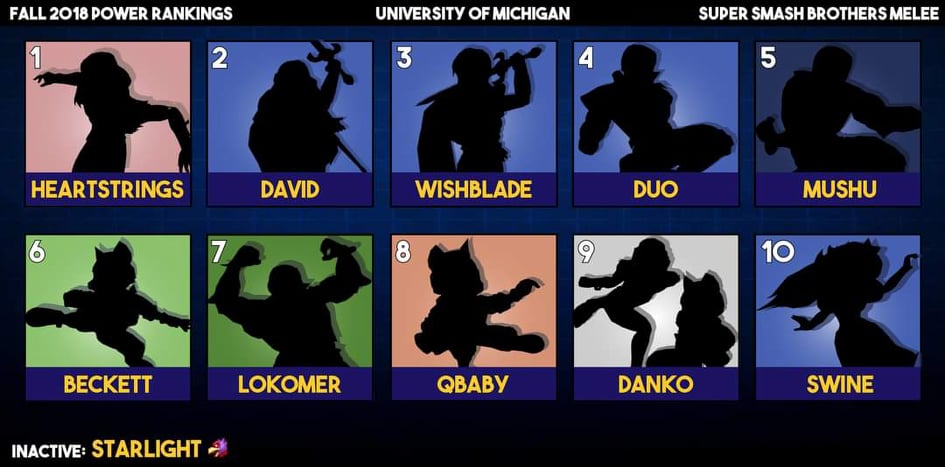 FALL 2018 POWER RANKINGS
UNIVERSITY OF MICHIGAN
SUPER SMASH BROTHERS MELEE
1
HEARTSTRINGS
2
DAVID
3
WISHBLADE
4
DUO
5
MUSHU
6
BECKETT
7
LOKOMER
8
QBABY
9
DANKO
10
SWINE
INACTIVE: STARLIGHT